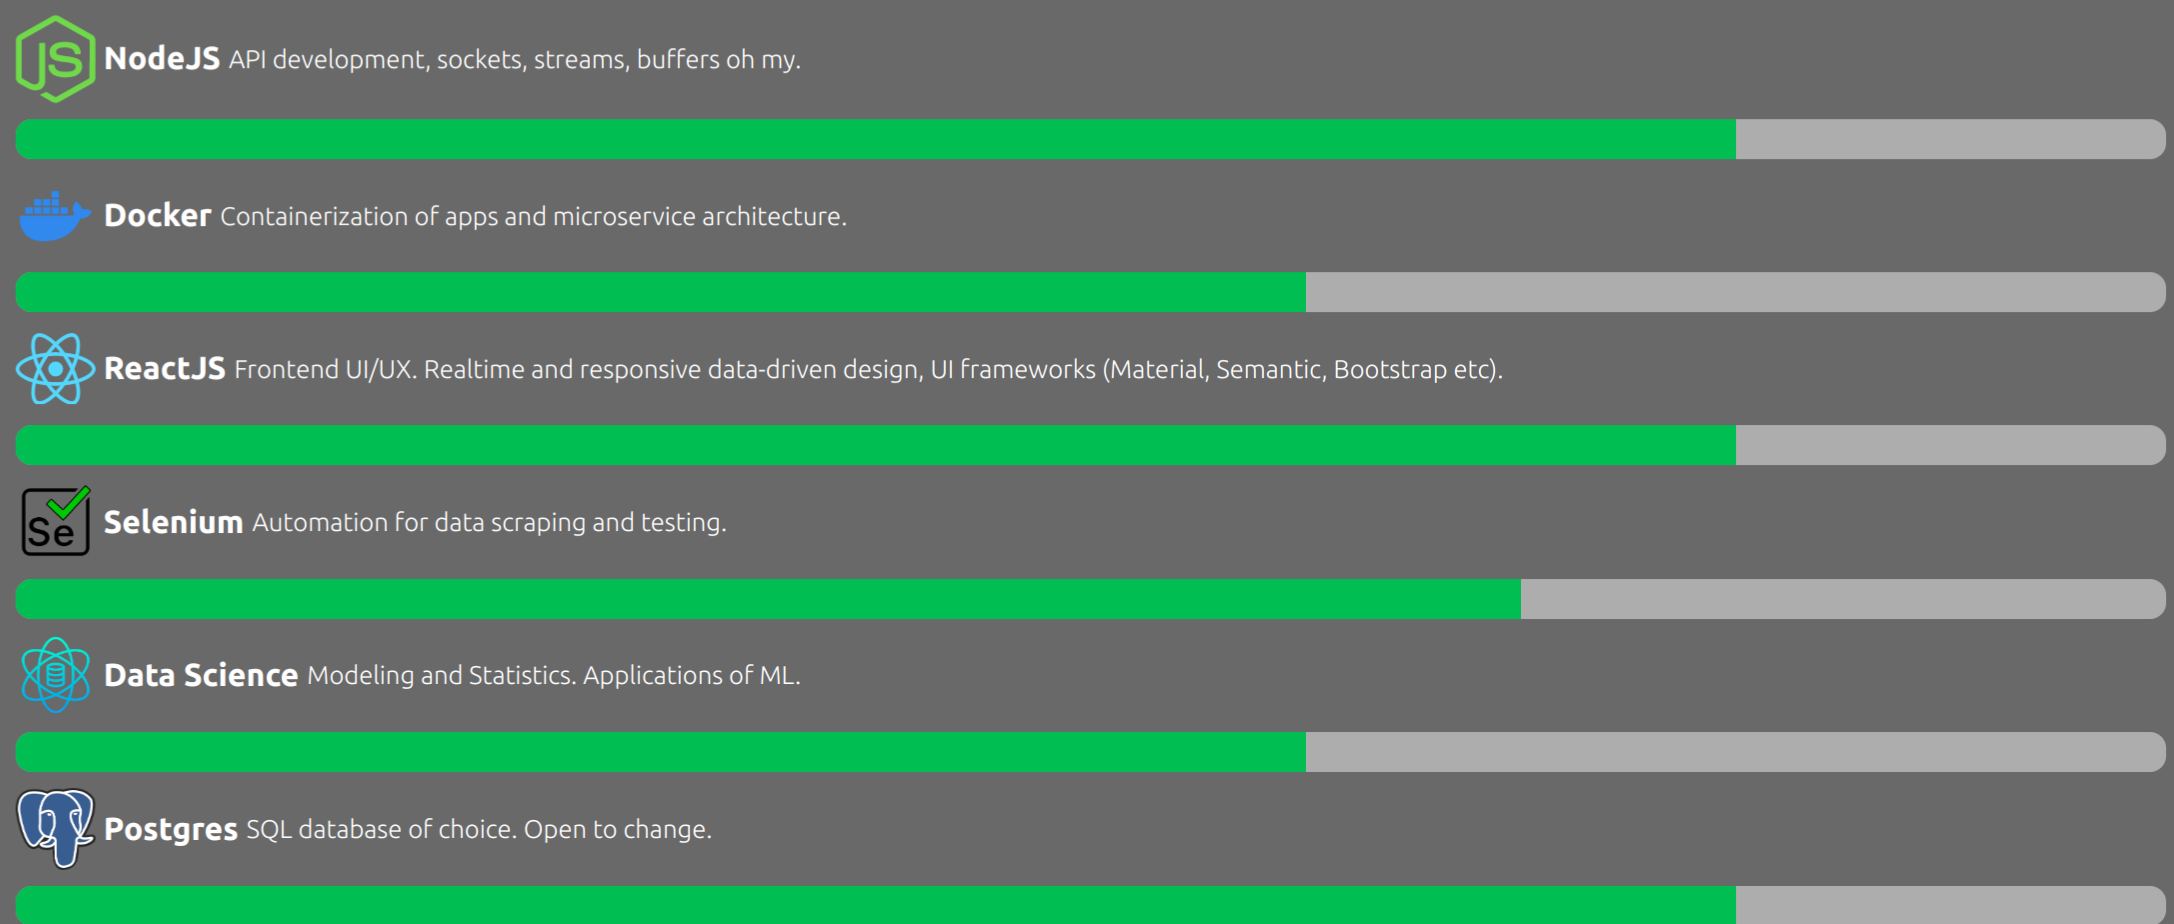 JS NodeJS API development, sockets, streams, buffers oh my.
Docker Containerization of apps and microservice architecture.
ReactJS Frontend UI/UX. Realtime and responsive data-driven design, UI frameworks (Material, Semantic, Bootstrap etc).
Se Selenium Automation for data scraping and testing.
Data Science Modeling and Statistics. Applications of ML.
Postgres SQL database of choice. Open to change.